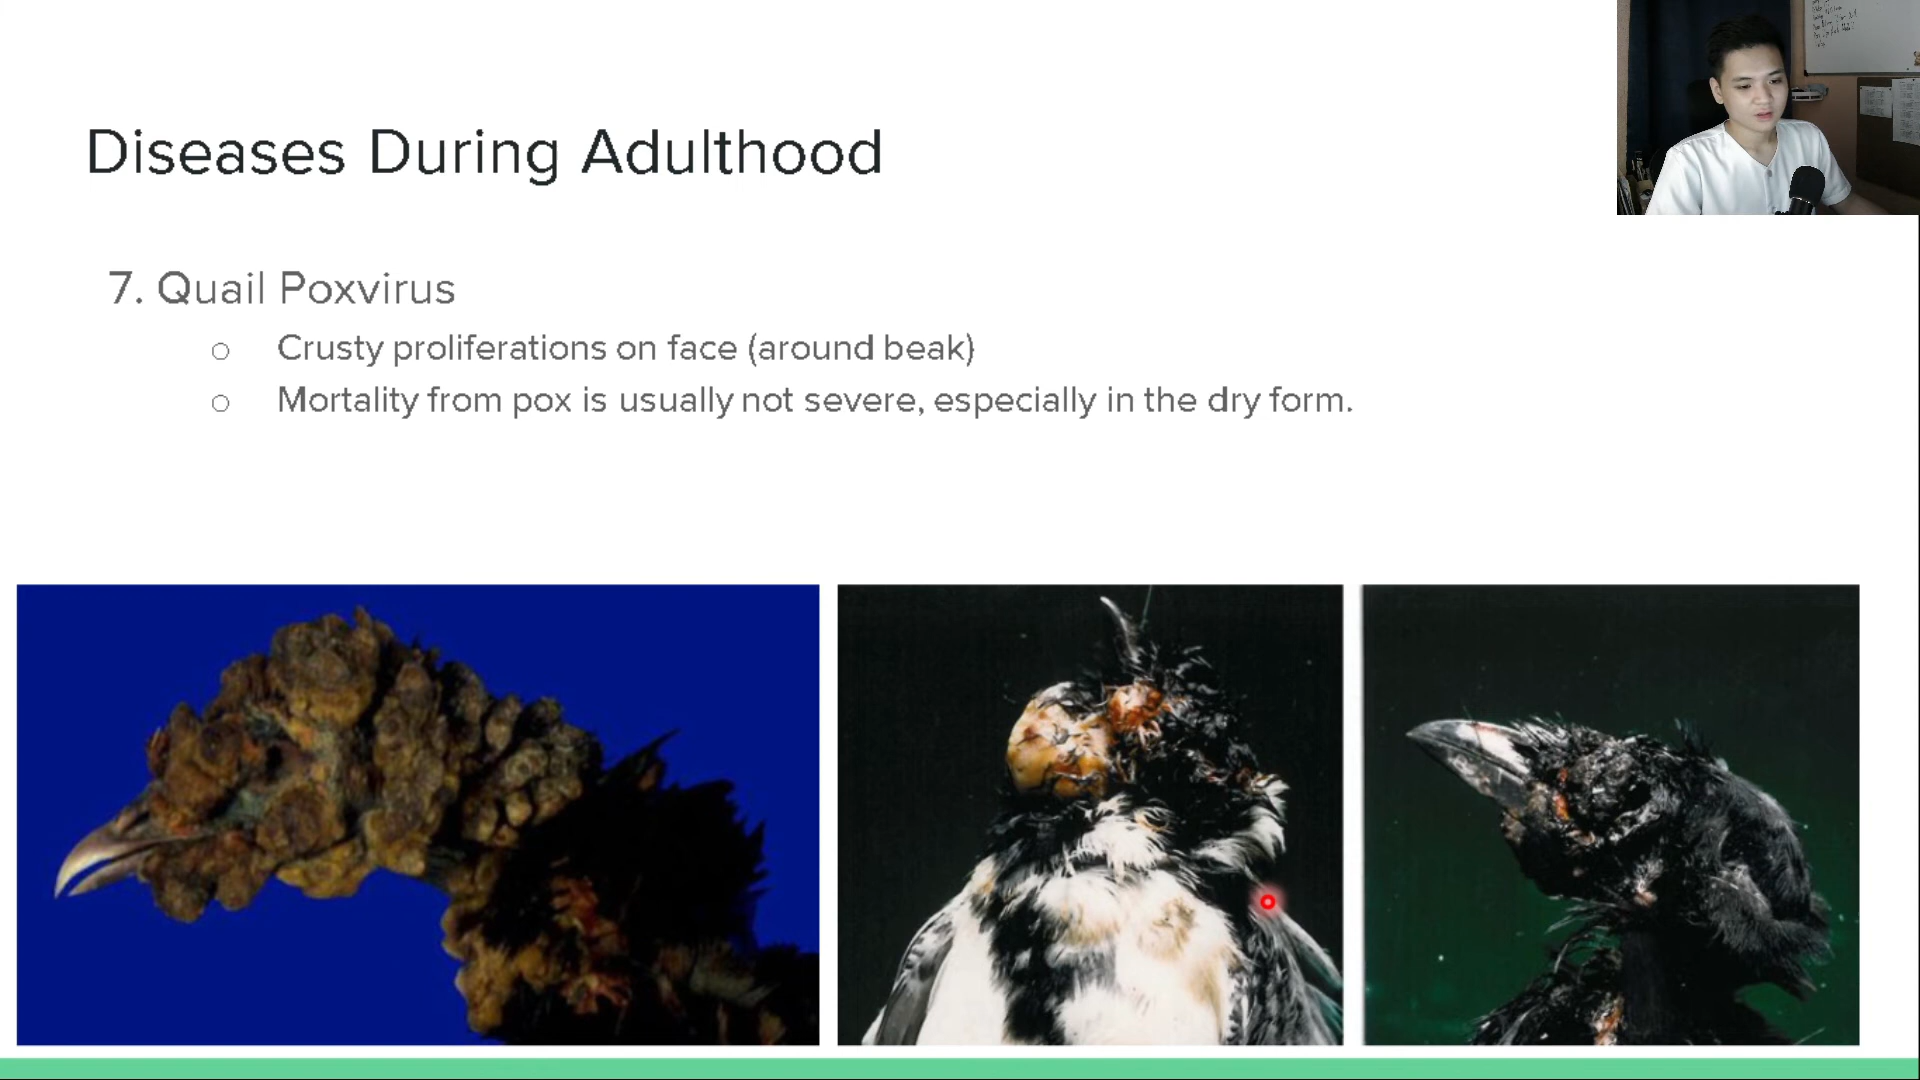 Diseases During Adulthood
7. Quail Poxvirus
○ Crusty proliferations on face (around beak)
○ Mortality from pox is usually not severe, especially in the dry form.